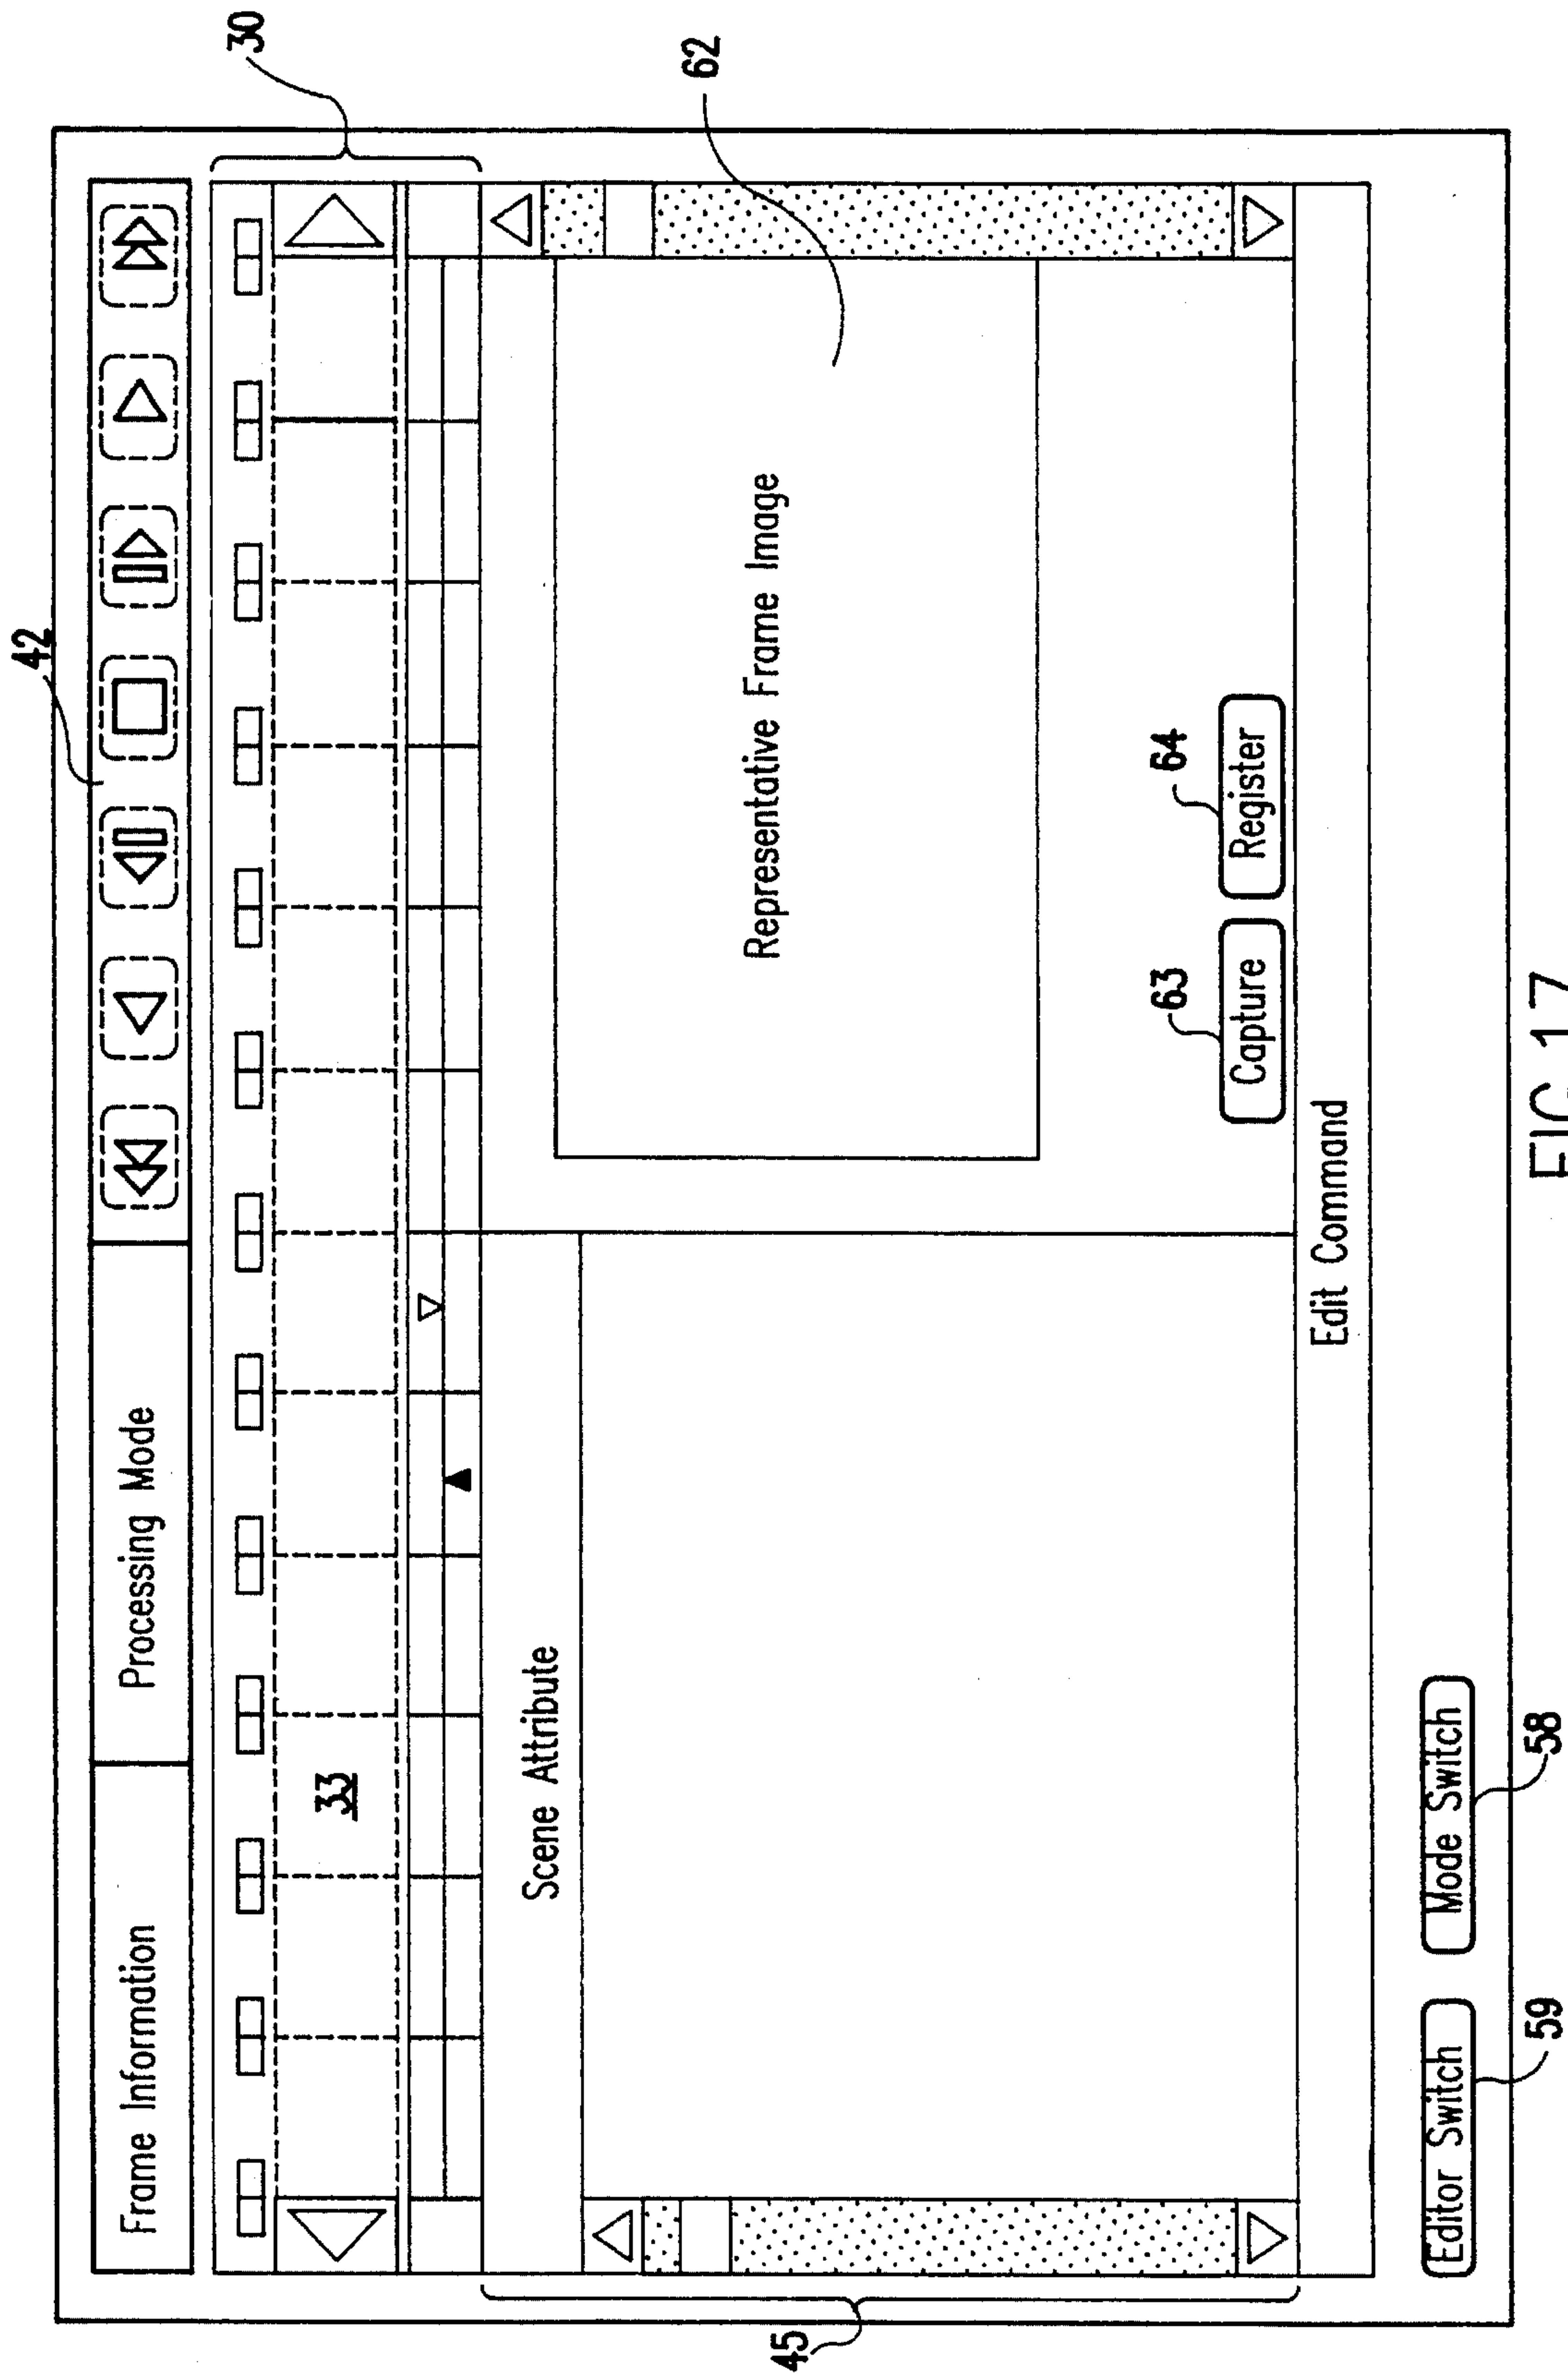 42
30
Frame Information
Processing Mode
33
Scene Attribute
Representative Frame Image
62
63
64
Capture
Register
45
Edit Command
Editor Switch
Mode Switch
59
58
FIG.17